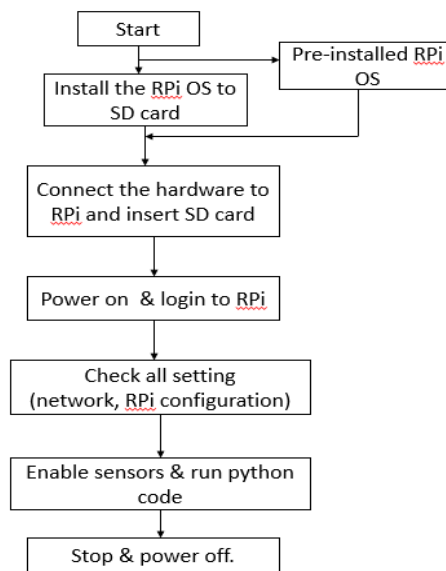 Start
Pre-installed RPi
OS
Install the RPi OS to
SD card
Connect the hardware to
RPi and insert SD card
Power on & login to RPi
Check all setting
(network, RPi configuration)
Enable sensors & run python
code
Stop & power off.